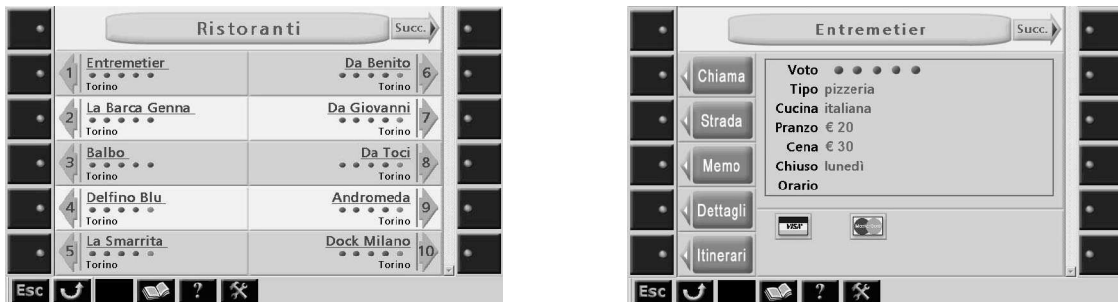 Ristoranti
Succ.
1 Entremetier
Torino
Da Benito 6
Torino
2 La Barca Genna
Torino
Da Giovanni 7
Torino
3 Balbo
Torino
Da Toci 8
Torino
4 Delfino Blu
Torino
Andromeda 9
Torino
5 La Smarrita
Torino
Dock Milano 10
Torino
Esc ?
Entremetier
Succ.
Chiama
Strada
Memo
Dettagli
Itinerari
Voto
Tipo pizzeria
Cucina italiana
Pranzo € 20
Cena € 30
Chiuso lunedì
Orario
VISA
Esc ?